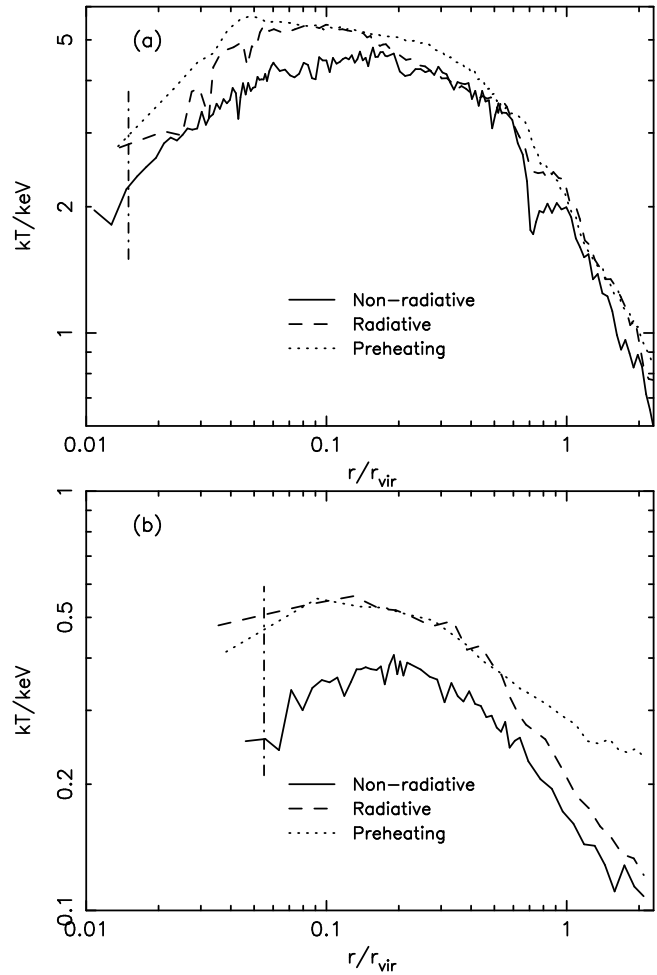 (a)
5
2
1
kT/keV
Non-radiative
Radiative
Preheating
0.01 0.1 1
r/r_vir
(b)
1
0.5
0.2
0.1
kT/keV
Non-radiative
Radiative
Preheating
0.01 0.1 1
r/r_vir